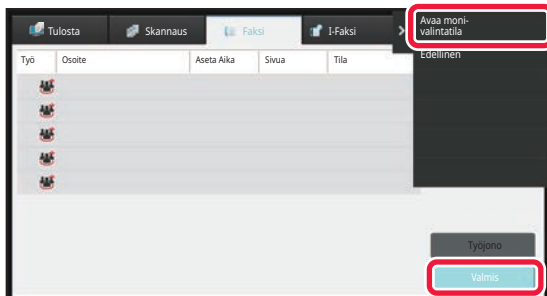 Tulosta
Skannaus
Faksi
I-Faksi
Avaa moni-
valintatila
Edellinen
Työ
Osoite
Aseta Aika
Sivua
Tila
Työjono
Valmis